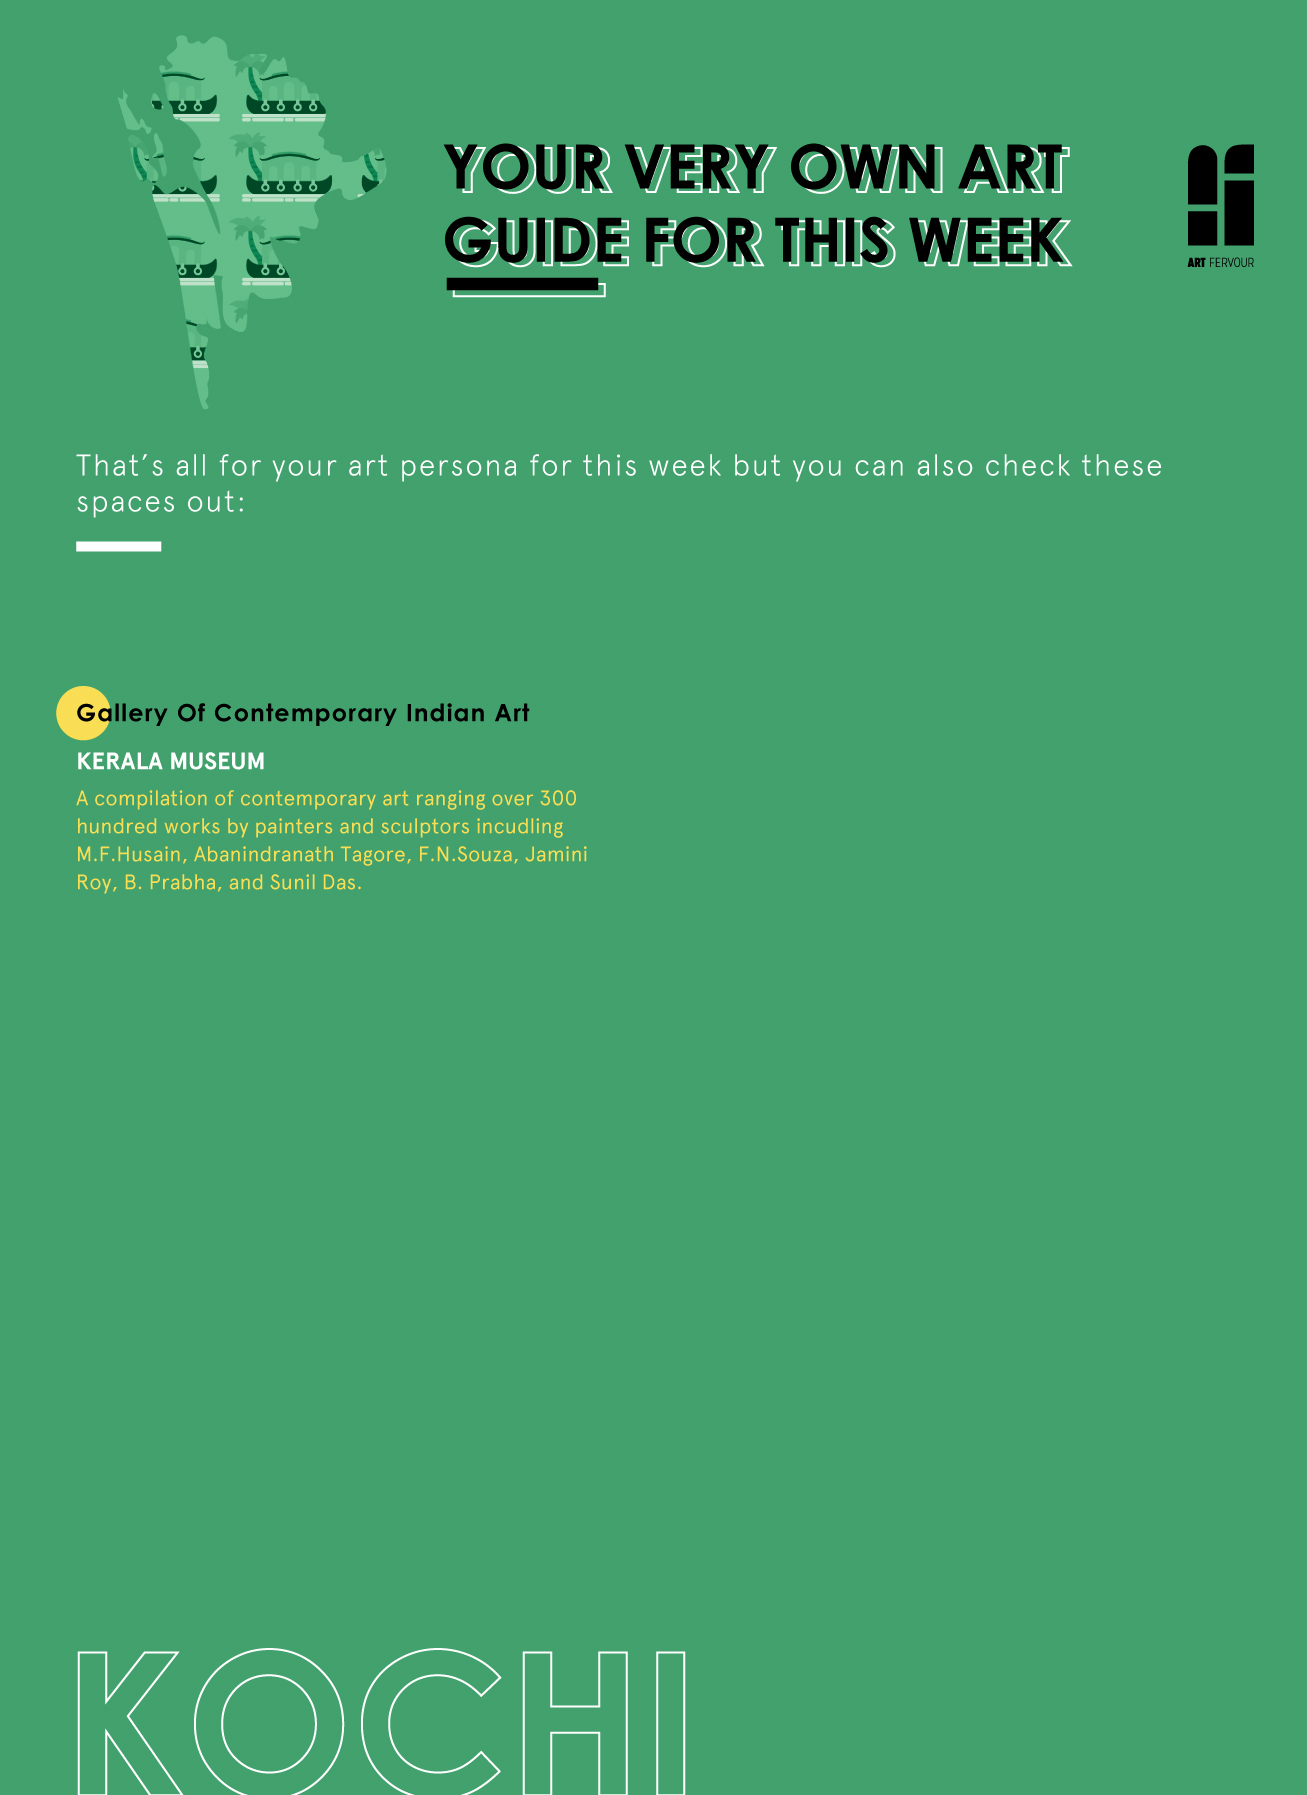 YOUR VERY OWN ART
GUIDE FOR THIS WEEK
ART FERVOUR
That’s all for your art persona for this week but you can also check these
spaces out:
Gallery Of Contemporary Indian Art
KERALA MUSEUM
A compilation of contemporary art ranging over 300
hundred works by painters and sculptors incudling
M.F.Husain, Abanindranath Tagore, F.N.Souza, Jamini
Roy, B. Prabha, and Sunil Das.
KOCHI